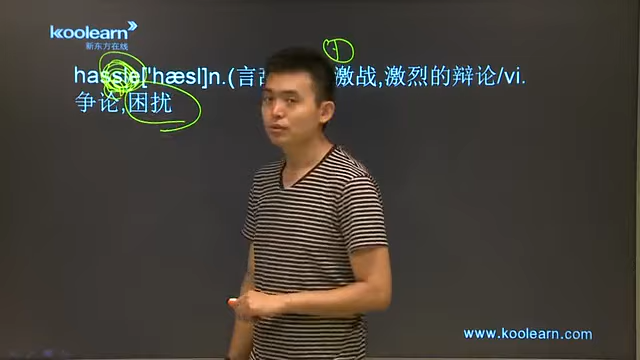 koolearn
新东方在线
hassle['hæsl]n.(言 激战,激烈的辩论/vi.
争论,困扰
www.koolearn.com